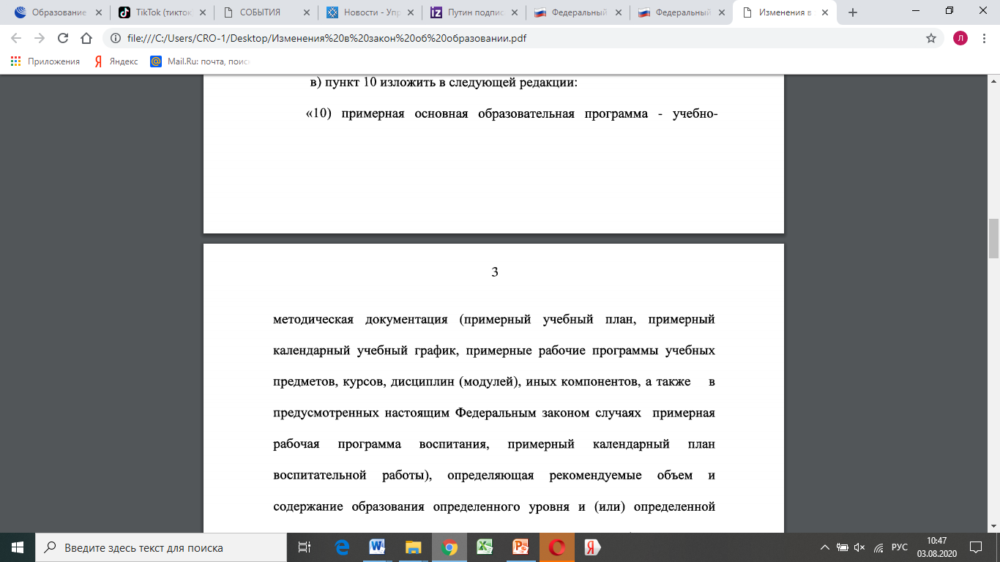 Образование
TikTok (тикток
СОБЫТИЯ
Новости - Упр
Путин подпис
Федеральный
Федеральный
Изменения в
file:///C:/Users/CRO-1/Desktop/Изменения%20в%20закон%20об%20образовании.pdf
Л
Приложения
Яндекс
Mail.Ru: почта, поис
в) пункт 10 изложить в следующей редакции:
«10) примерная основная образовательная программа - учебно-
3
методическая документация (примерный учебный план, примерный
календарный учебный график, примерные рабочие программы учебных
предметов, курсов, дисциплин (модулей), иных компонентов, а также в
предусмотренных настоящим Федеральным законом случаях примерная
рабочая программа воспитания, примерный календарный план
воспитательной работы), определяющая рекомендуемые объем и
содержание образования определенного уровня и (или) определенной
Введите здесь текст для поиска
РУС
10:47
03.08.2020